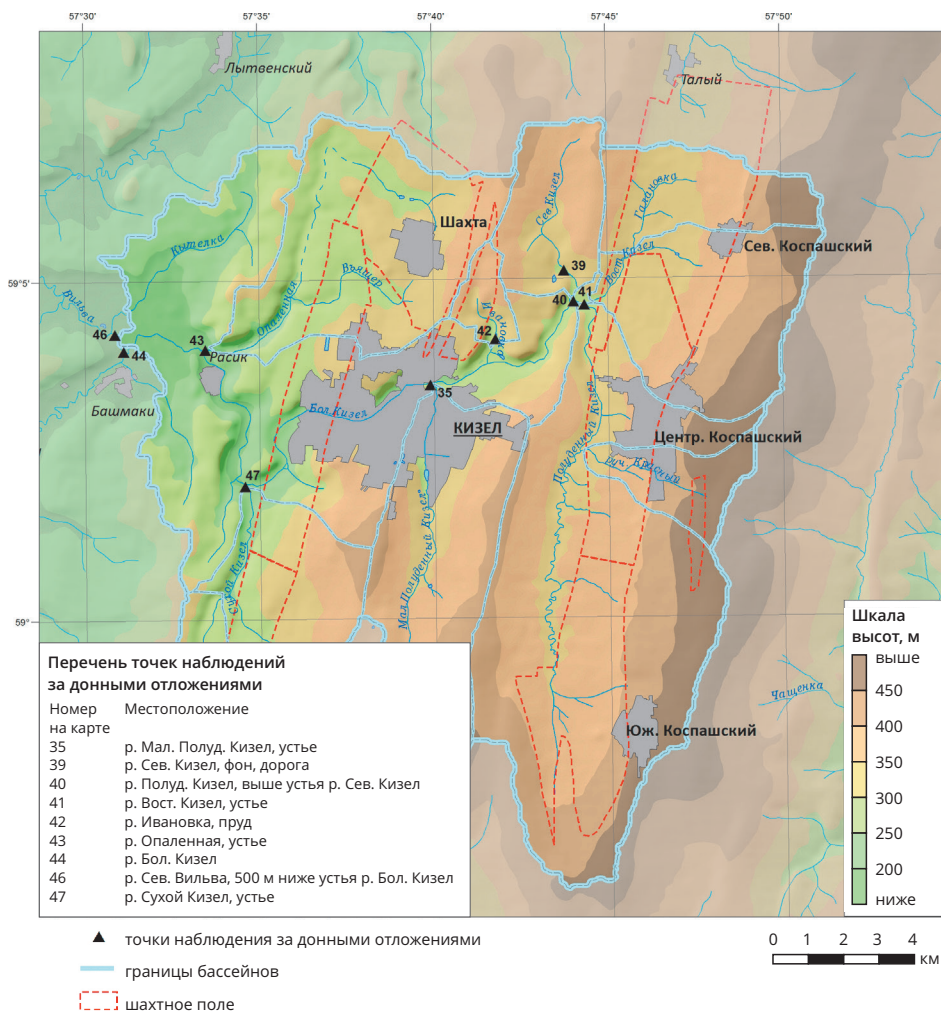 57°30'
57°35'
57°40'
57°45'
57°50'
Лытвенский
Талый
Сев Кизел
Галановка
Шахта
Сев. Коспашский
Кытелка
Вост Кизел
39
59°5'
Вьящер
Опаленная
Вильва
40
41
Ивановка
46
43
42
44
Расик
Башмаки
35
Бол Кизел
КИЗЕЛ
Полуденный Кизел
Центр. Коспашский
руч. Красный
47
Мал Полуденный Кизел
Сухой Кизел
59°
Чащенка
Юж. Коспашский
Шкала
высот, м
выше
450
400
350
300
250
200
ниже
Перечень точек наблюдений
за донными отложениями
Номер Местоположение
на карте
35 р. Мал. Полуд. Кизел, устье
39 р. Сев. Кизел, фон, дорога
40 р. Полуд. Кизел, выше устья р. Сев. Кизел
41 р. Вост. Кизел, устье
42 р. Ивановка, пруд
43 р. Опаленная, устье
44 р. Бол. Кизел
46 р. Сев. Вильва, 500 м ниже устья р. Бол. Кизел
47 р. Сухой Кизел, устье
точки наблюдения за донными отложениями
границы бассейнов
шахтное поле
0 1 2 3 4
км